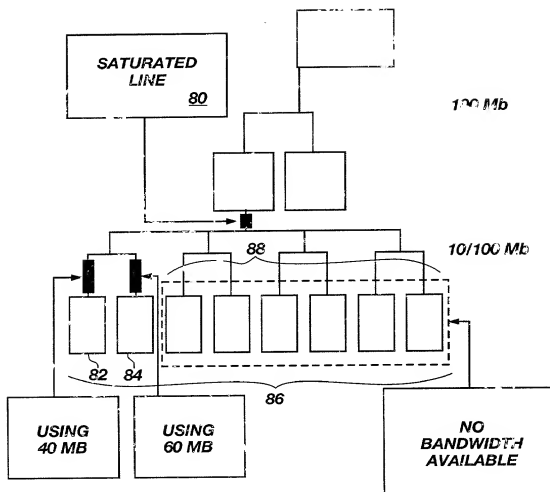 SATURATED
LINE
80
100 Mb
10/100 Mb
88
82
84
86
USING
40 MB
USING
60 MB
NO
BANDWIDTH
AVAILABLE